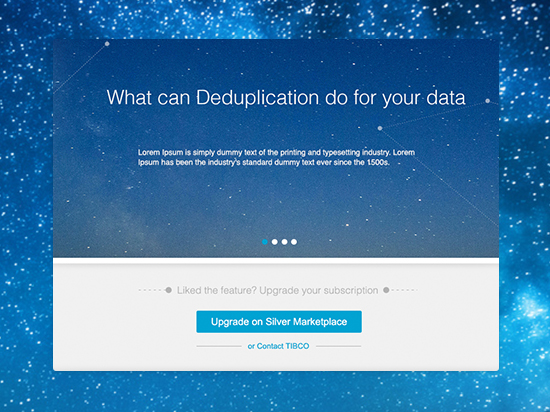 What can Deduplication do for your data
Lorem Ipsum is simply dummy text of the printing and typesetting industry. Lorem
Ipsum has been the industry's standard dummy text ever since the 1500s.
Liked the feature? Upgrade your subscription
Upgrade on Silver Marketplace
or Contact TIBCO